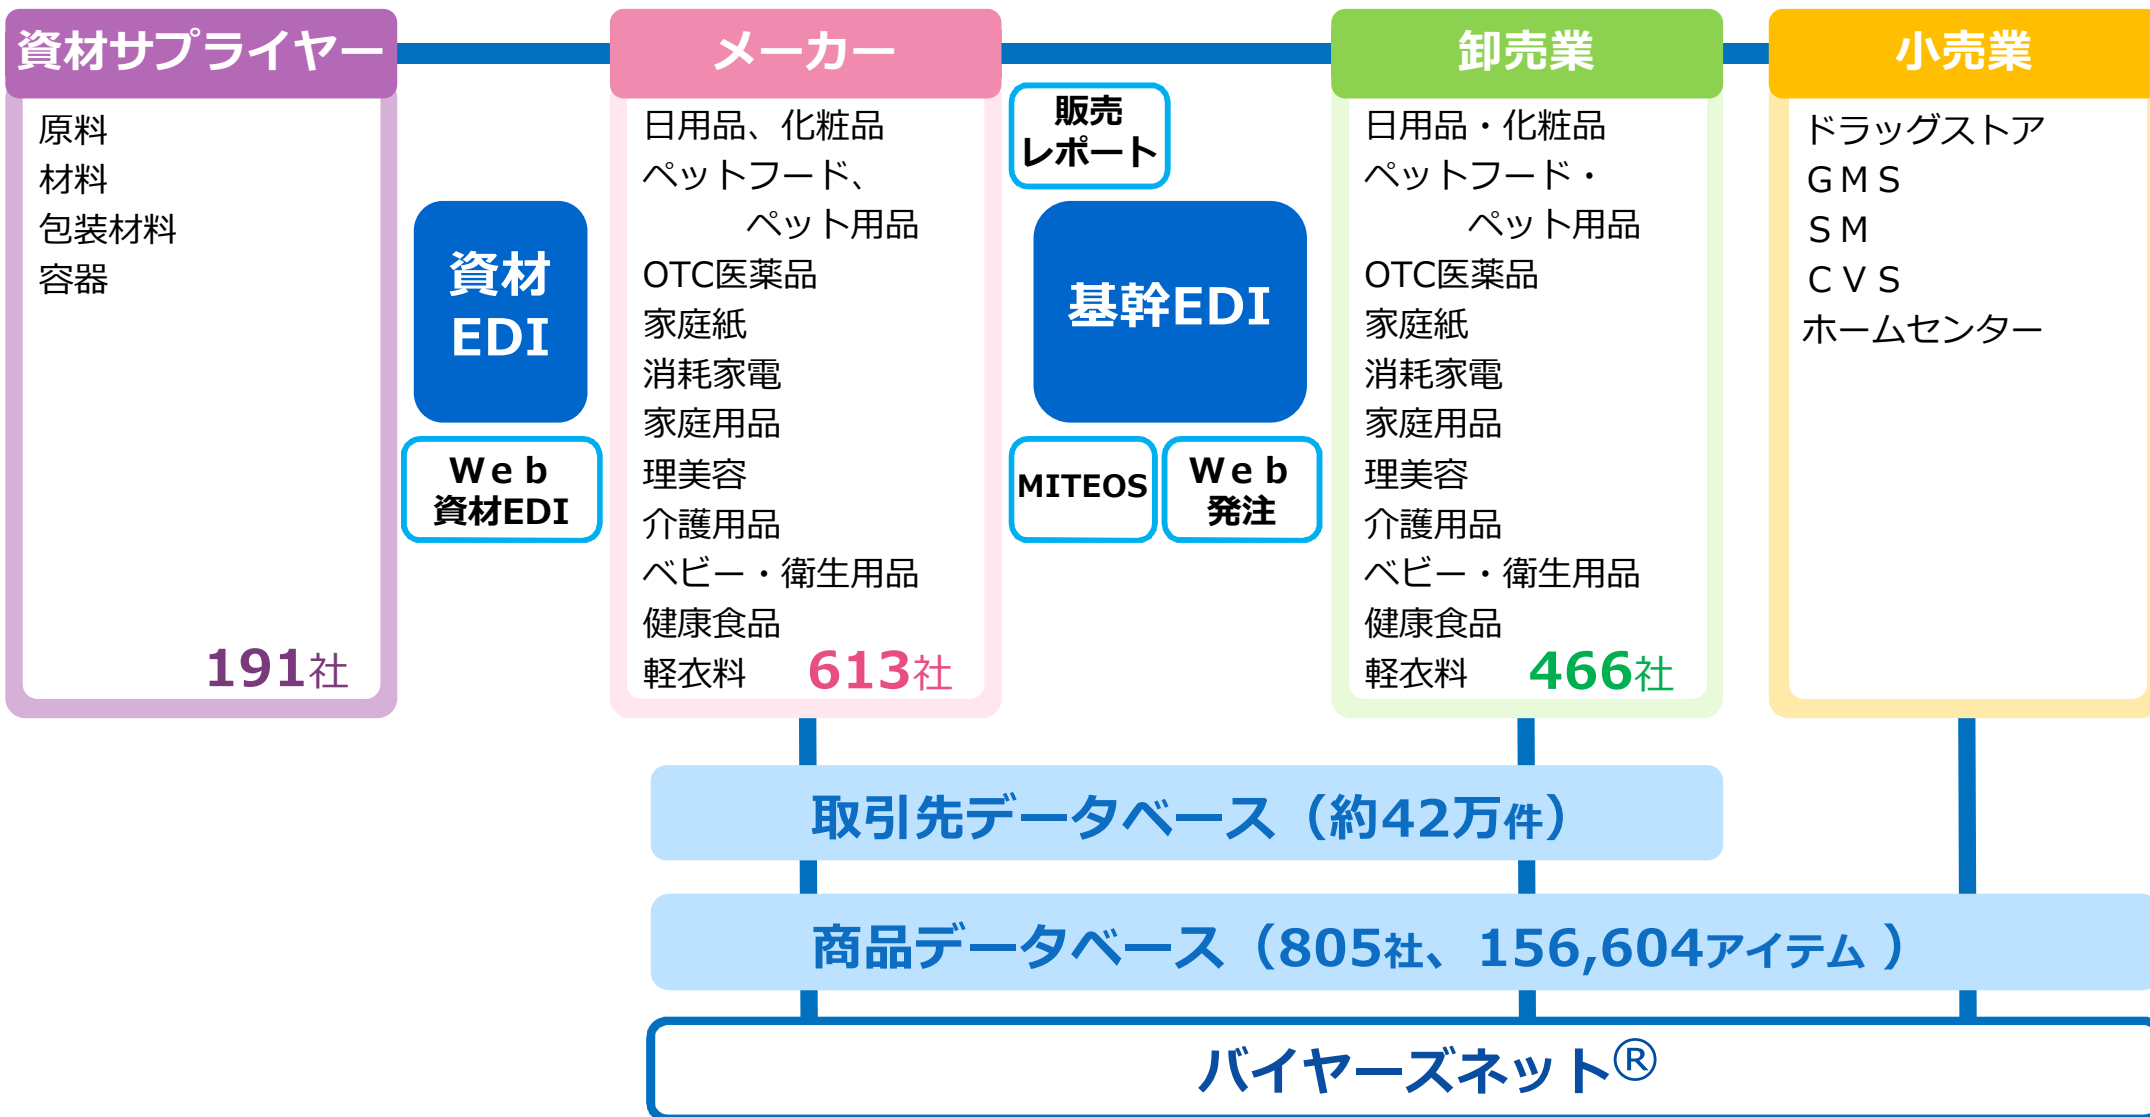 資材サプライヤー
原料
材料
包装材料
容器
191社
資材
EDI
Ｗｅｂ
資材EDI
メーカー
日用品、化粧品
ペットフード、
ペット用品
OTC医薬品
家庭紙
消耗家電
家庭用品
理美容
介護用品
ベビー・衛生用品
健康食品
軽衣料
613社
販売
レポート
基幹EDI
MITEOS
Ｗｅｂ
発注
卸売業
日用品・化粧品
ペットフード・
ペット用品
OTC医薬品
家庭紙
消耗家電
家庭用品
理美容
介護用品
ベビー・衛生用品
健康食品
軽衣料
466社
小売業
ドラッグストア
ＧＭＳ
ＳＭ
ＣＶＳ
ホームセンター
取引先データベース（約42万件）
商品データベース（805社、156,604アイテム ）
バイヤーズネット®